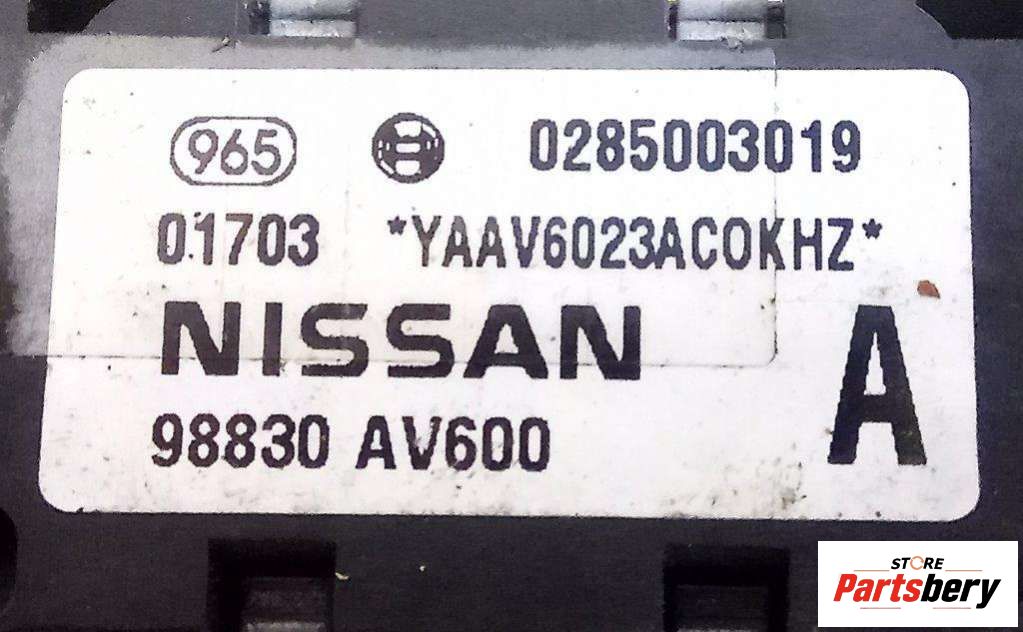 965 0285003019
01703 *YAAV6023AC0KHZ*
NISSAN
A
98830 AV600
STORE
Partsbery